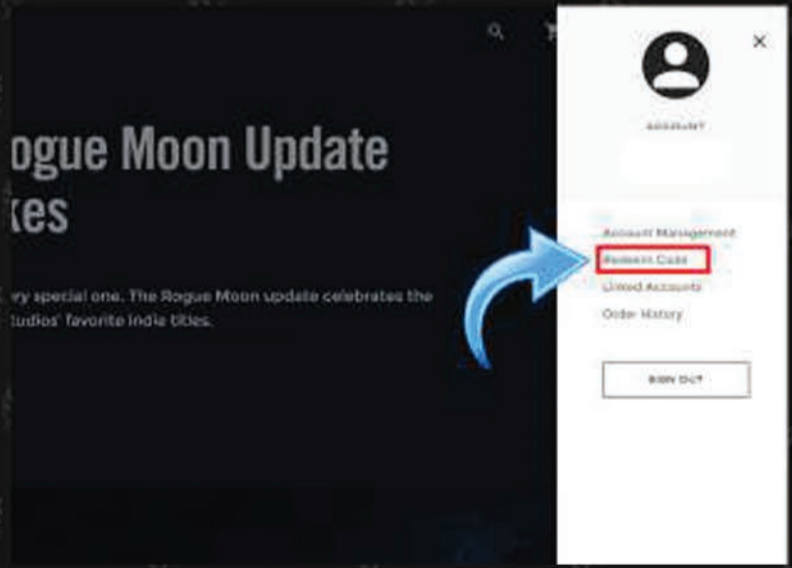 ogue Moon Update
kes
ry special one. The Rogue Moon update celebrates the
tudios' favorite indie titles.
ACCOUNT
Account Management
Redeem Code
Linked Accounts
Order History
SIGN OUT